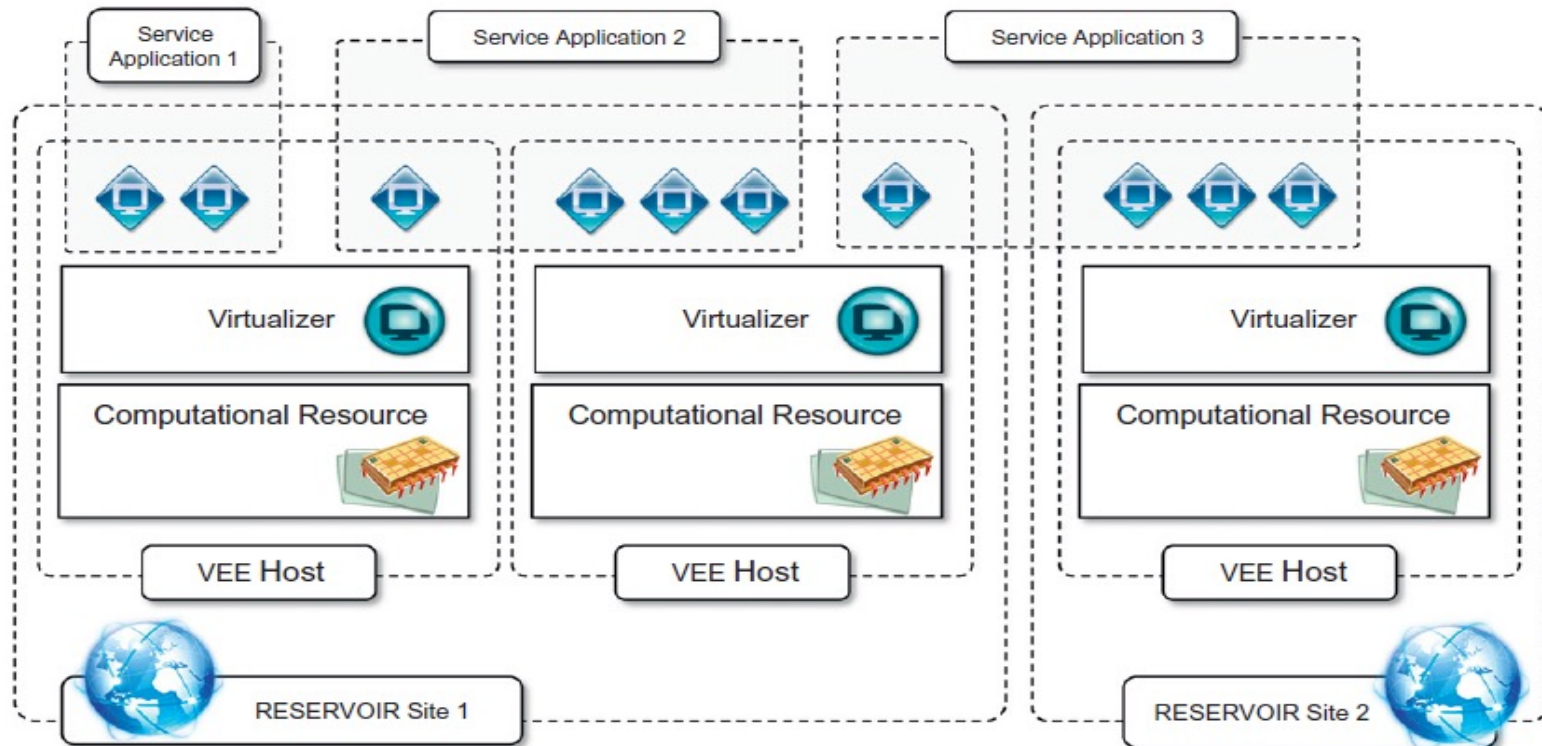 Service
Application 1
Service Application 2
Service Application 3
Virtualizer
Virtualizer
Virtualizer
Computational Resource
Computational Resource
Computational Resource
VEE Host
VEE Host
VEE Host
RESERVOIR Site 1
RESERVOIR Site 2